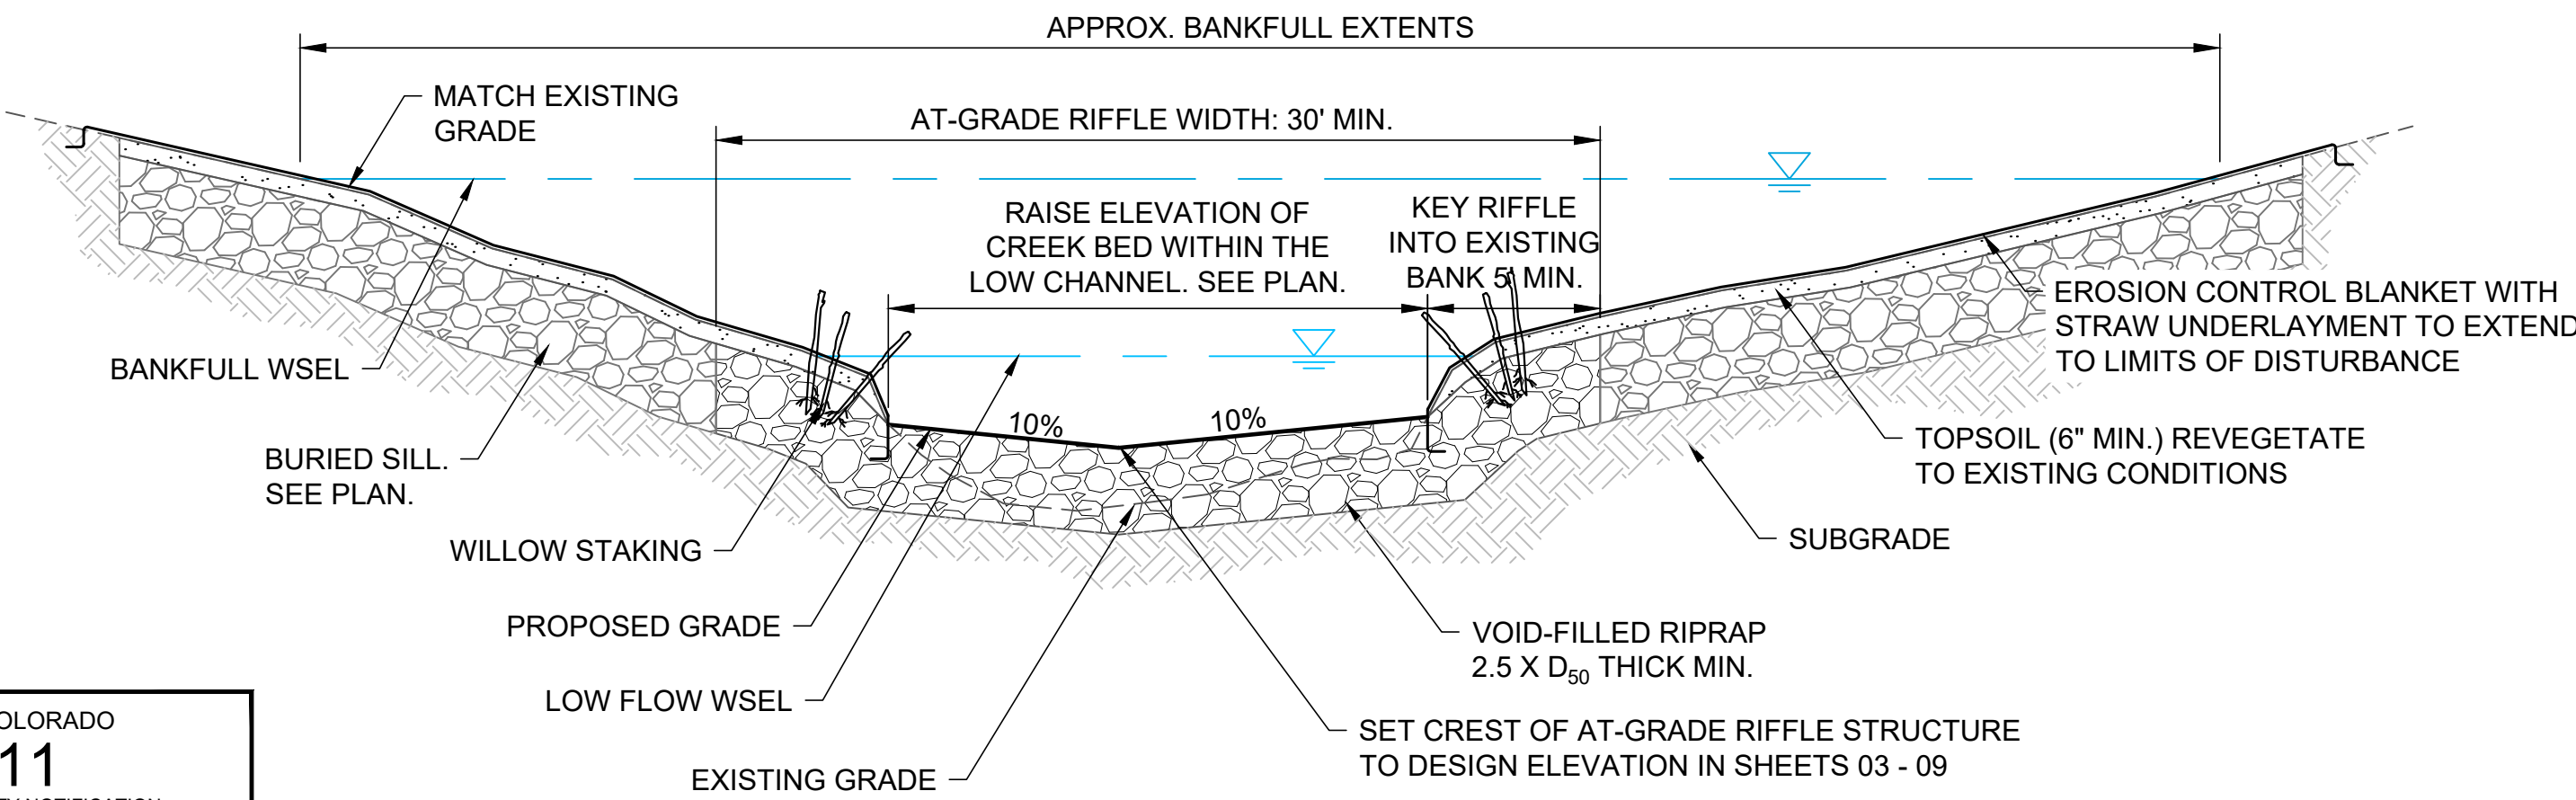 APPROX. BANKFULL EXTENTS
MATCH EXISTING
GRADE
AT-GRADE RIFFLE WIDTH: 30' MIN.
RAISE ELEVATION OF
CREEK BED WITHIN THE
LOW CHANNEL. SEE PLAN.
KEY RIFFLE
INTO EXISTING
BANK 5' MIN.
EROSION CONTROL BLANKET WITH
STRAW UNDERLAYMENT TO EXTEND
TO LIMITS OF DISTURBANCE
BANKFULL WSEL
10%
10%
TOPSOIL (6" MIN.) REVEGETATE
TO EXISTING CONDITIONS
BURIED SILL.
SEE PLAN.
WILLOW STAKING
SUBGRADE
PROPOSED GRADE
VOID-FILLED RIPRAP
2.5 X D50 THICK MIN.
LOW FLOW WSEL
SET CREST OF AT-GRADE RIFFLE STRUCTURE
TO DESIGN ELEVATION IN SHEETS 03 - 09
EXISTING GRADE
OLORADO
11